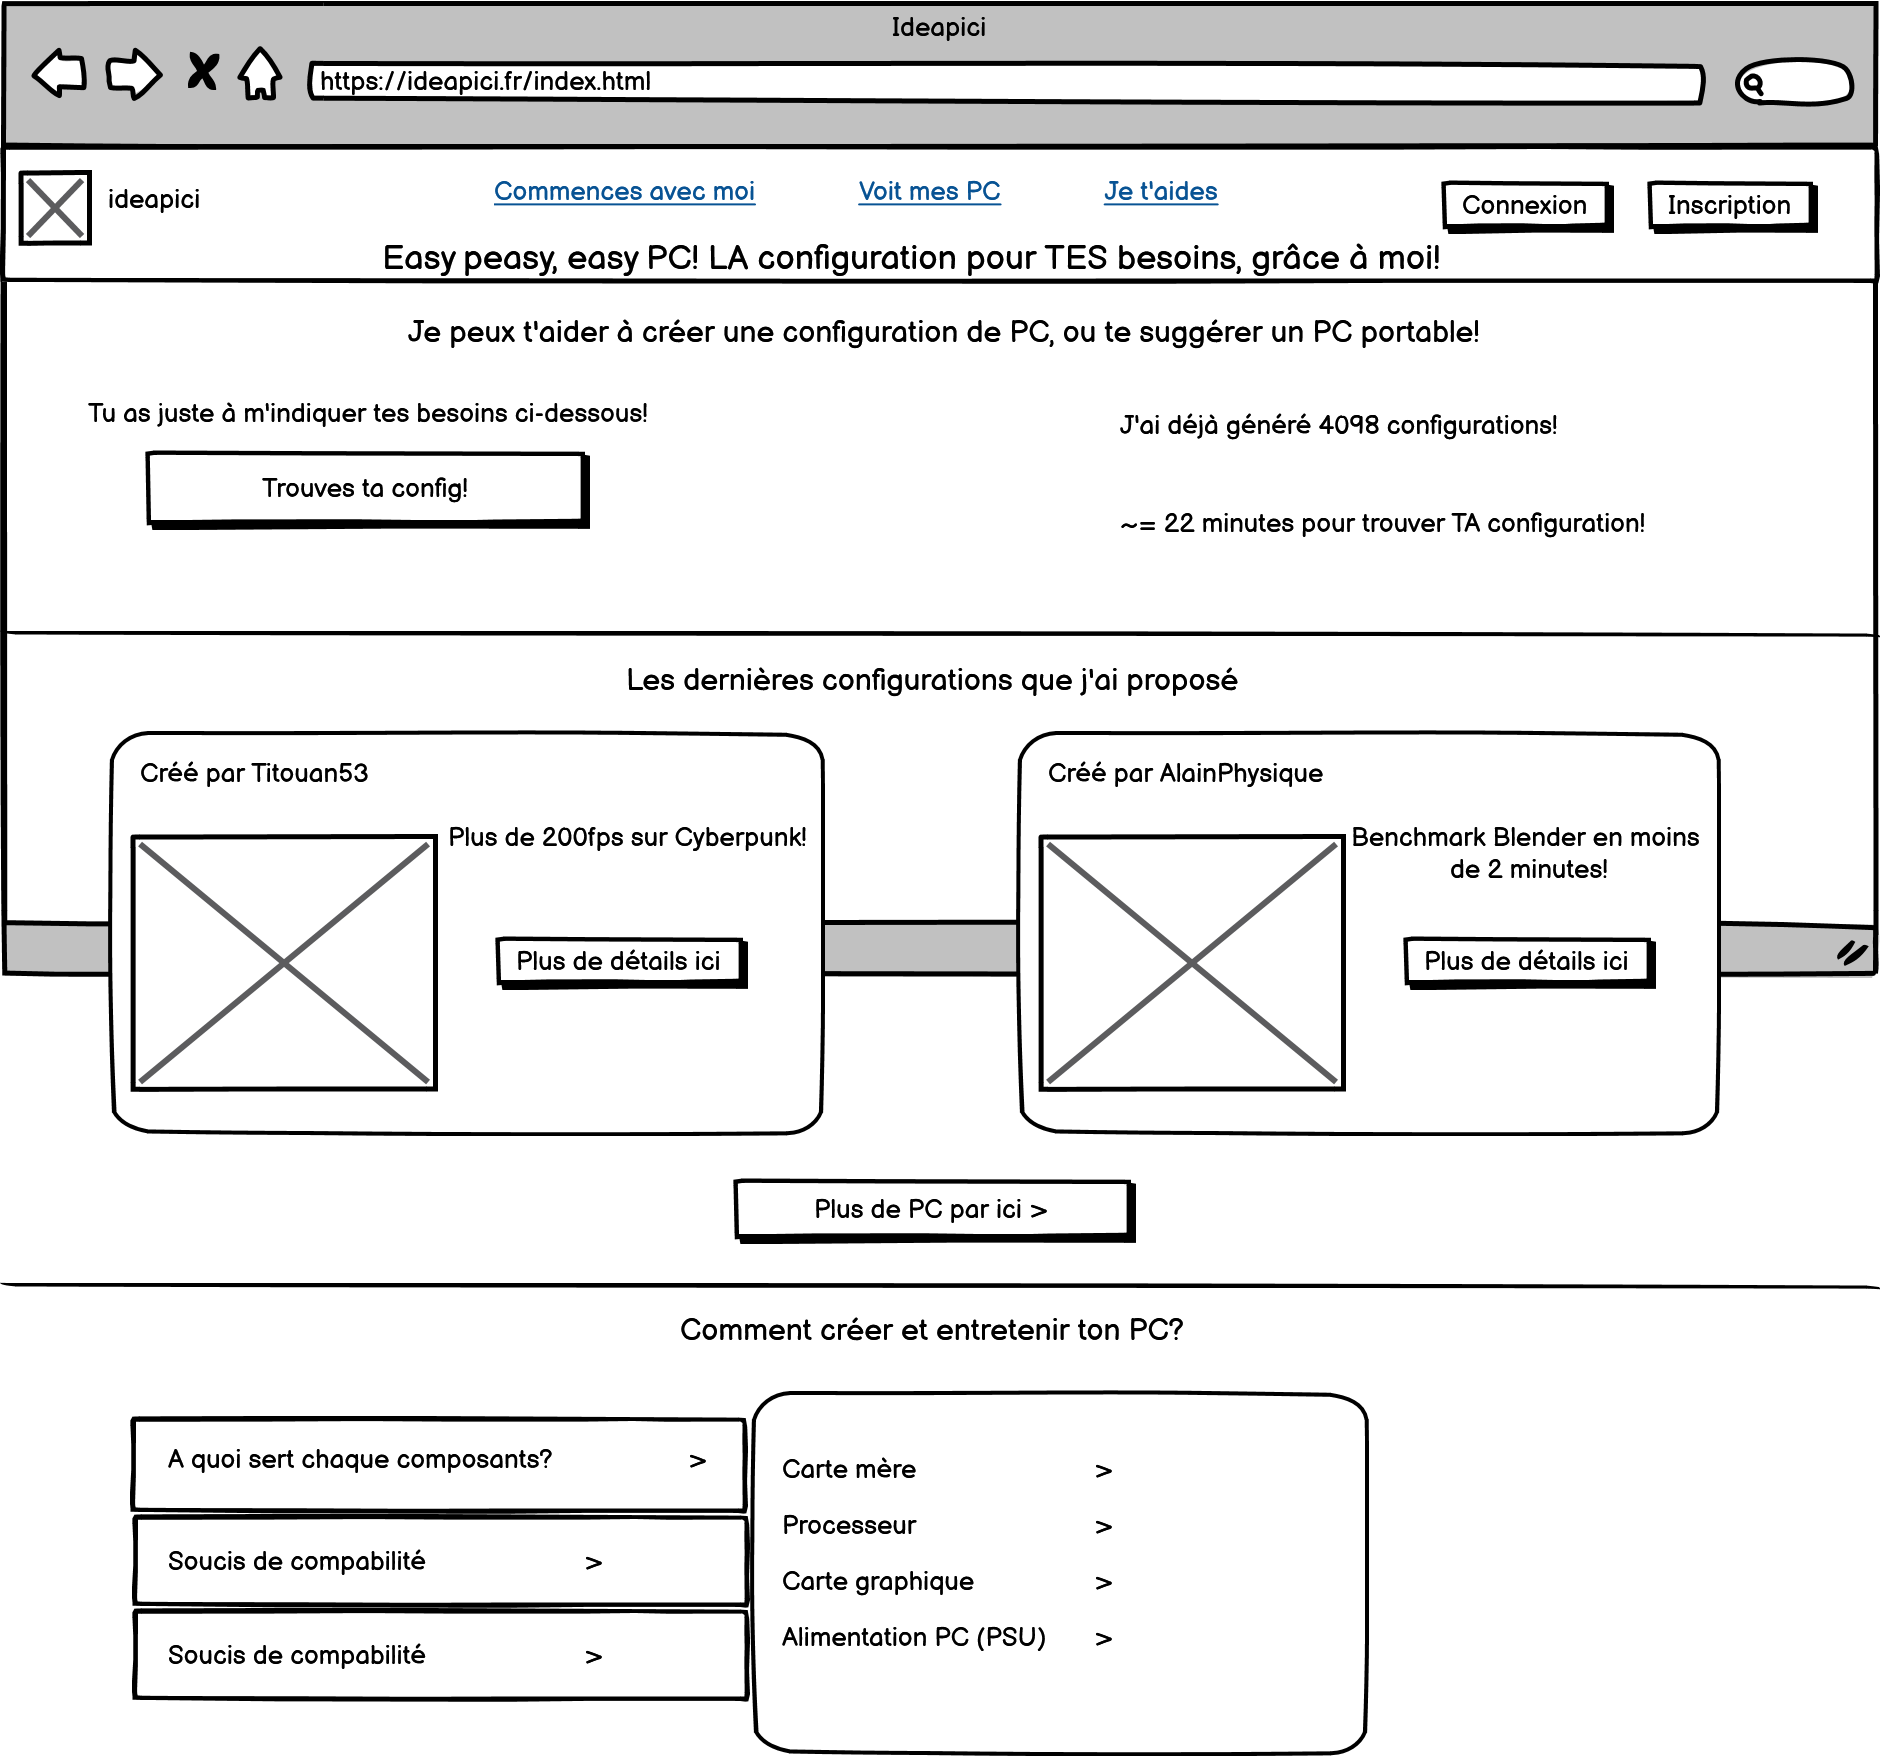 Ideapici
https://ideapici.fr/index.html
ideapici
Commences avec moi
Voit mes PC
Je t'aides
Connexion
Inscription
Easy peasy, easy PC! LA configuration pour TES besoins, grâce à moi!
Je peux t'aider à créer une configuration de PC, ou te suggérer un PC portable!
Tu as juste à m'indiquer tes besoins ci-dessous!
Trouves ta config!
J'ai déjà généré 4098 configurations!
~= 22 minutes pour trouver TA configuration!
Les dernières configurations que j'ai proposé
Créé par Titouan53
Plus de 200fps sur Cyberpunk!
Plus de détails ici
Créé par AlainPhysique
Benchmark Blender en moins
de 2 minutes!
Plus de détails ici
Plus de PC par ici >
Comment créer et entretenir ton PC?
A quoi sert chaque composants? >
Soucis de compabilité >
Soucis de compabilité >
Carte mère >
Processeur >
Carte graphique >
Alimentation PC (PSU) >